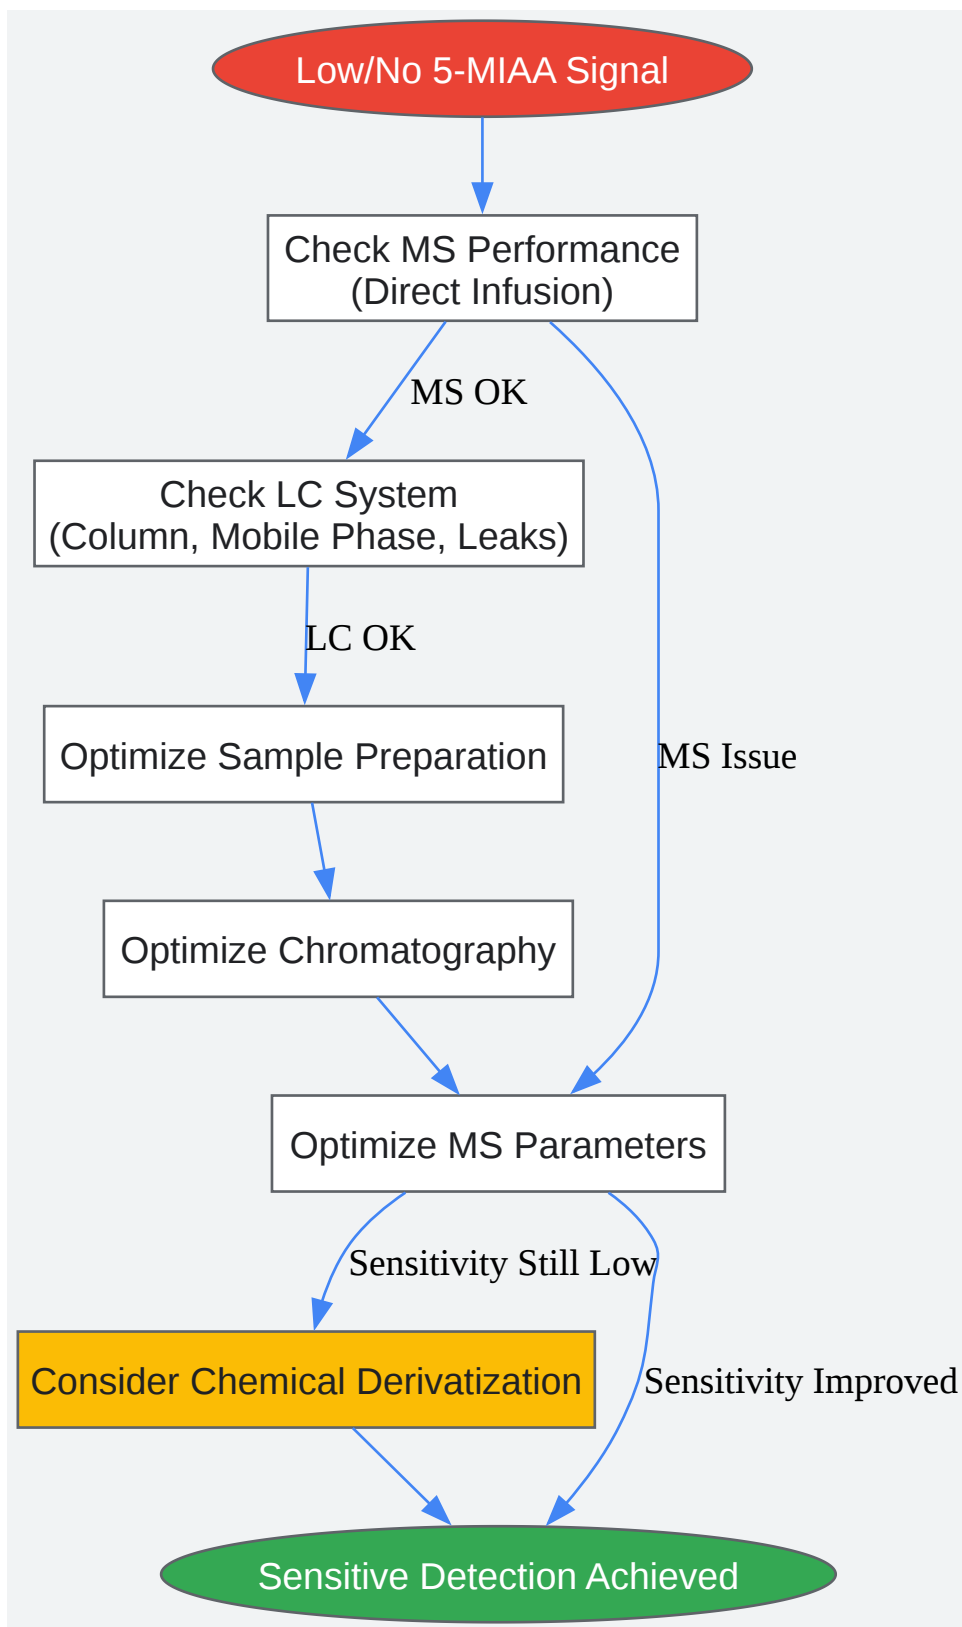 Low/No 5-MIAA Signal
Check MS Performance
(Direct Infusion)
MS OK
Check LC System
(Column, Mobile Phase, Leaks)
LC OK
Optimize Sample Preparation
MS Issue
Optimize Chromatography
Optimize MS Parameters
Sensitivity Still Low
Consider Chemical Derivatization
Sensitivity Improved
Sensitive Detection Achieved